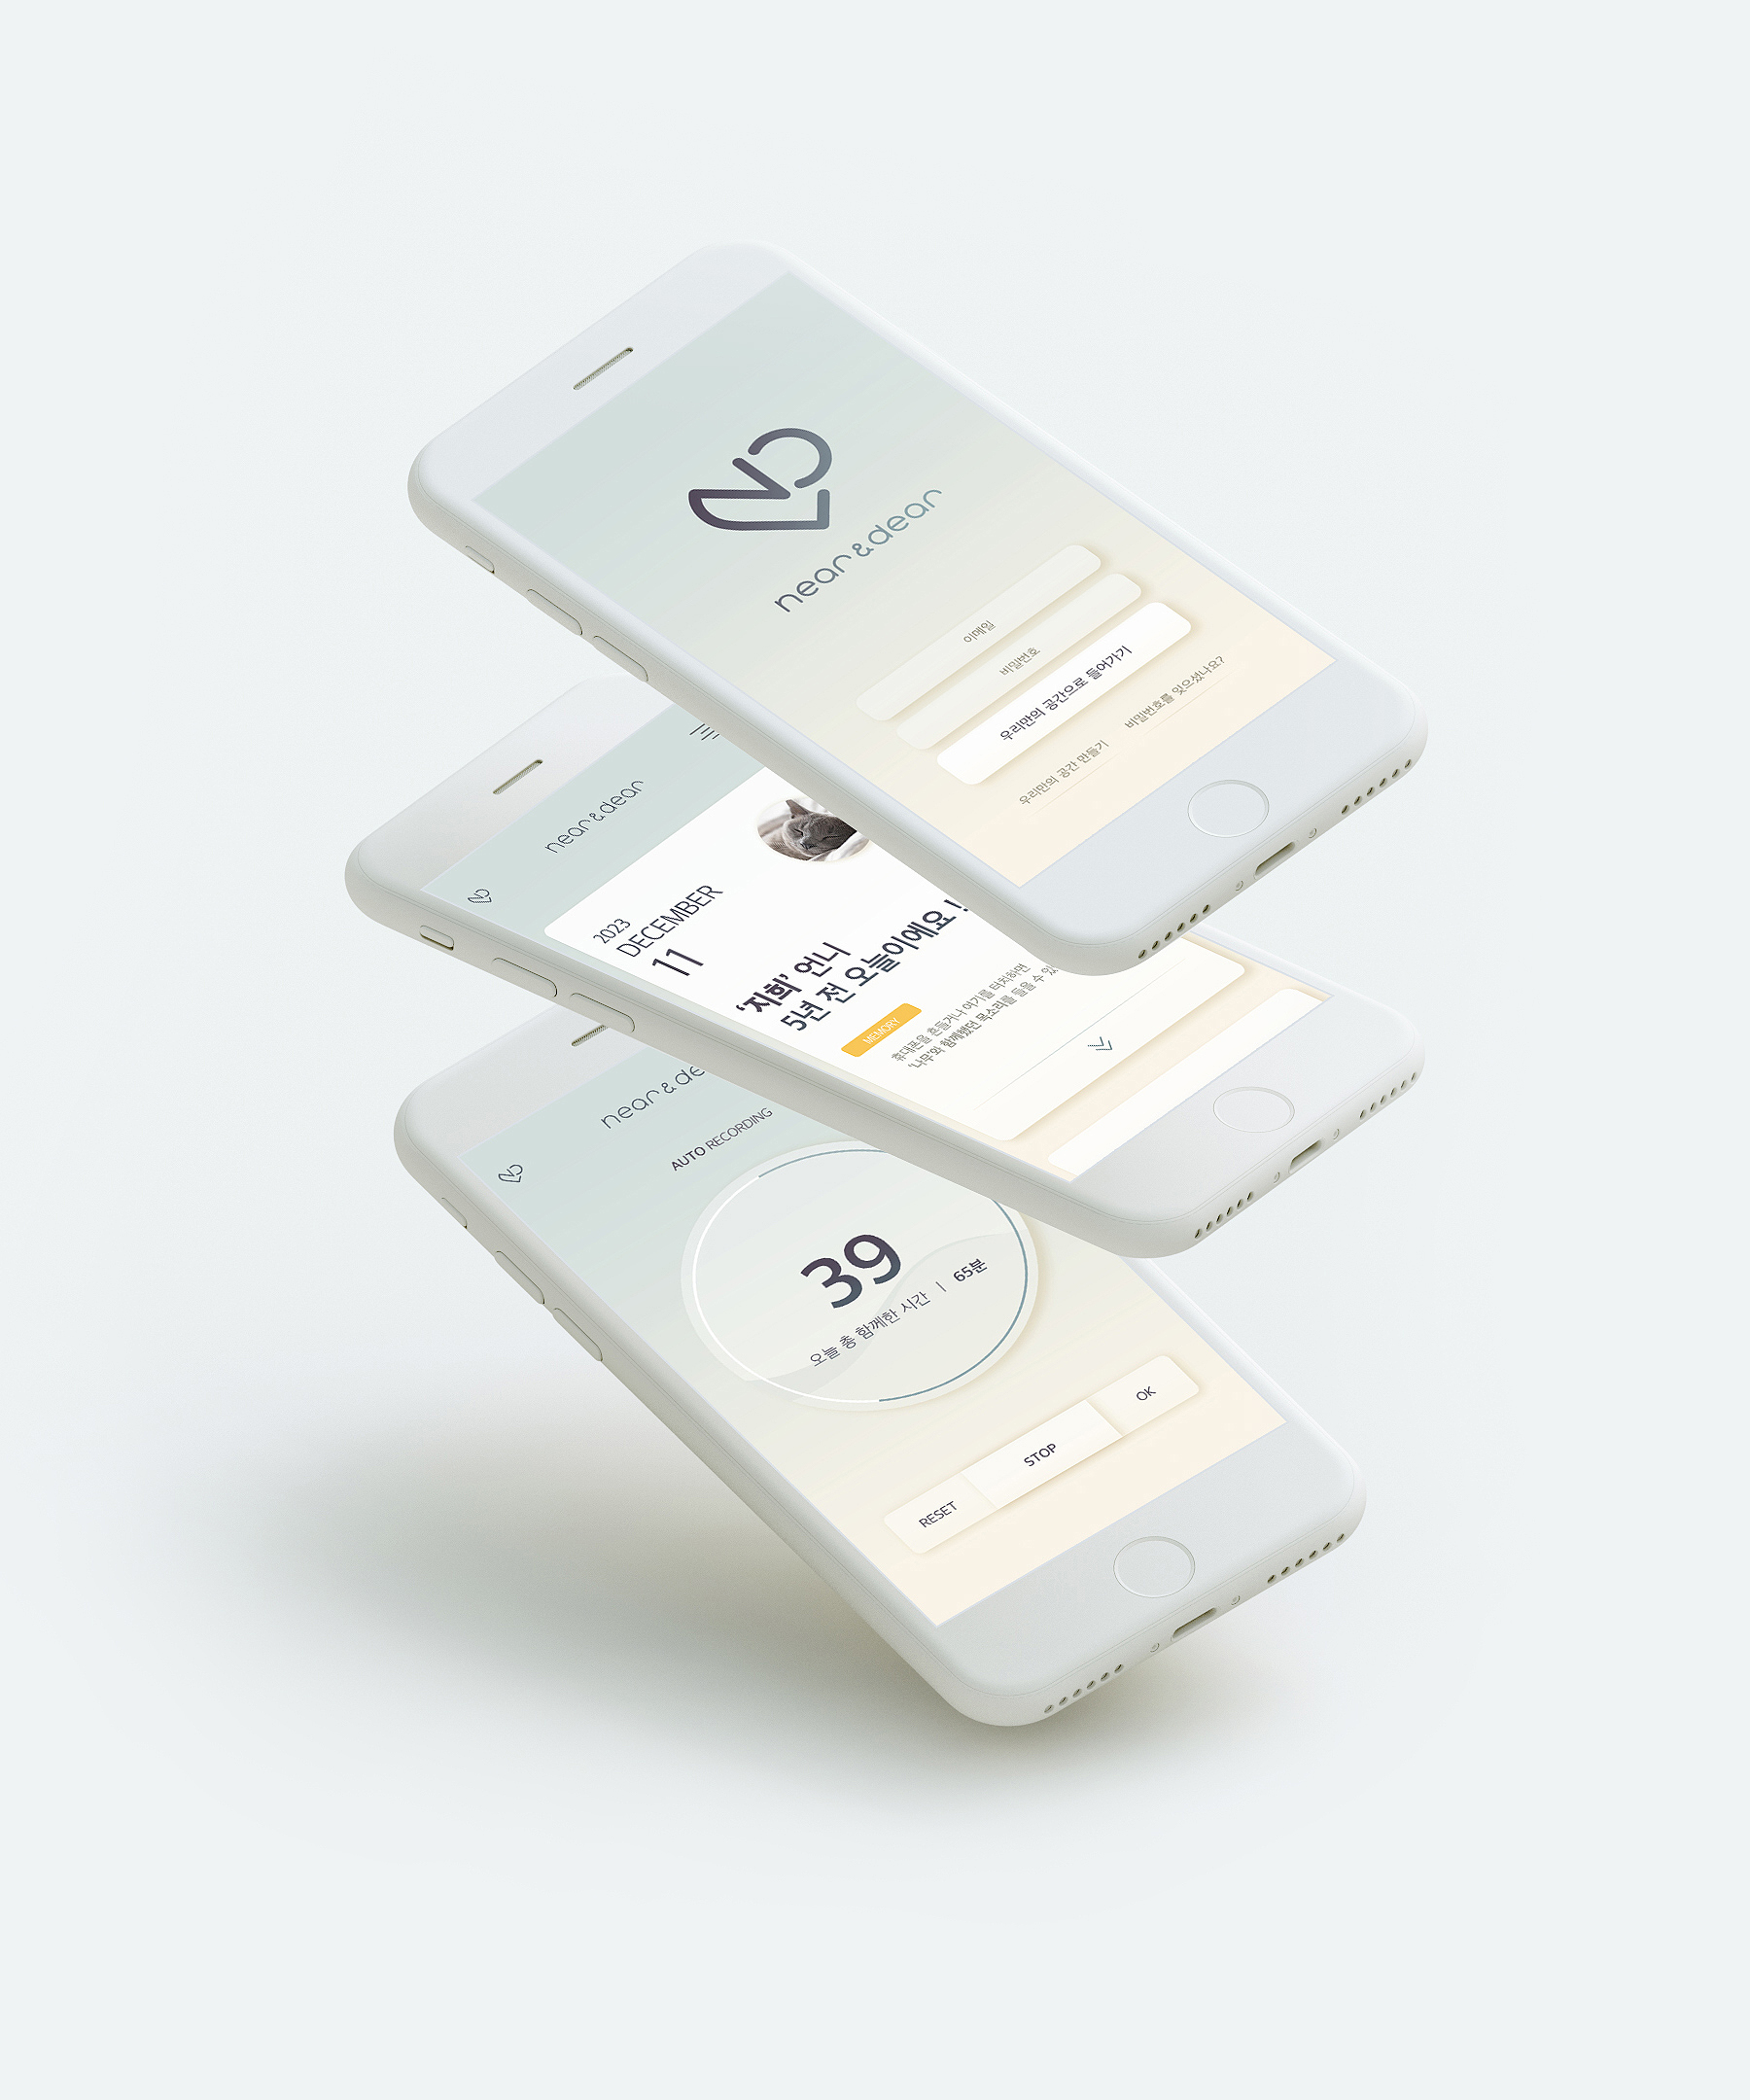 near&dear
이메일
비밀번호
우리만의 공간으로 들어가기
우리만의 공간 만들기
비밀번호를 잊으셨나요?
near&dear
2023
DECEMBER
11
‘지희’ 언니
5년 전 오늘이에요 !
MEMORY
휴대폰을 흔들거나 여기를 터치하면
‘나무’와 함께했던 목소리를 들을 수
near&de
AUTO RECORDING
39
오늘 총 함께한 시간 | 65분
RESET
STOP
OK